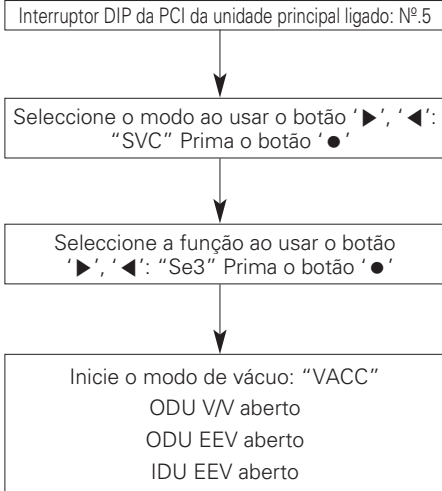 Interruptor DIP da PCI da unidade principal ligado: Nº.5
Seleccione o modo ao usar o botão ‘▶’, ‘◀’:
“SVC” Prima o botão ‘●’
Seleccione a função ao usar o botão
‘▶’, ‘◀’: “Se3” Prima o botão ‘●’
Inicie o modo de vácuo: “VACC”
ODU V/V aberto
ODU EEV aberto
IDU EEV aberto